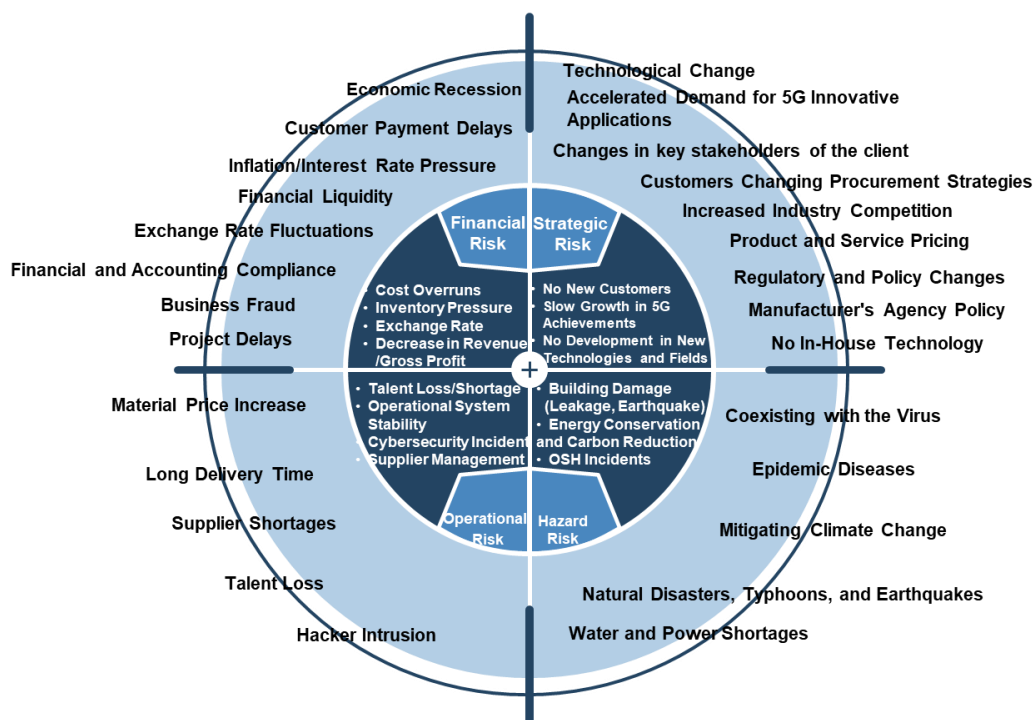 Economic Recession
Customer Payment Delays
Inflation/Interest Rate Pressure
Financial Liquidity
Exchange Rate Fluctuations
Financial and Accounting Compliance
Business Fraud
Project Delays
Technological Change
Accelerated Demand for 5G Innovative
Applications
Changes in key stakeholders of the client
Customers Changing Procurement Strategies
Increased Industry Competition
Product and Service Pricing
Regulatory and Policy Changes
Manufacturer's Agency Policy
No In-House Technology
Financial
Risk
• Cost Overruns
• Inventory Pressure
• Exchange Rate
• Decrease in Revenue
/Gross Profit
Strategic
Risk
• No New Customers
• Slow Growth in 5G
Achievements
• No Development in New
Technologies and Fields
• Talent Loss/Shortage
• Operational System
Stability
• Cybersecurity Incident
• Supplier Management
Operational
Risk
• Building Damage
(Leakage, Earthquake)
• Energy Conservation
and Carbon Reduction
• OSH Incidents
Hazard
Risk
Material Price Increase
Long Delivery Time
Supplier Shortages
Talent Loss
Hacker Intrusion
Coexisting with the Virus
Epidemic Diseases
Mitigating Climate Change
Natural Disasters, Typhoons, and Earthquakes
Water and Power Shortages